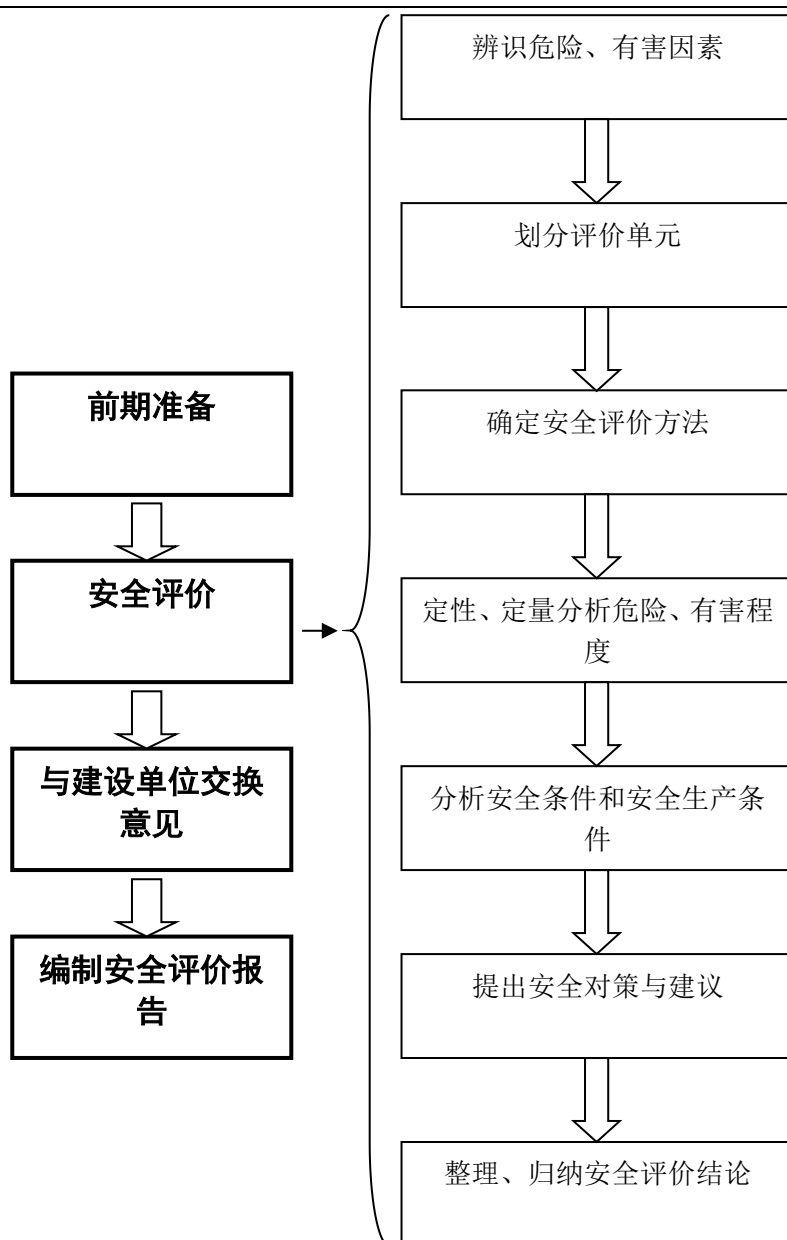 前期准备
安全评价
与建设单位交换
意见
编制安全评价报
告
辨识危险、有害因素
划分评价单元
确定安全评价方法
定性、定量分析危险、有害程
度
分析安全条件和安全生产条
件
提出安全对策与建议
整理、归纳安全评价结论